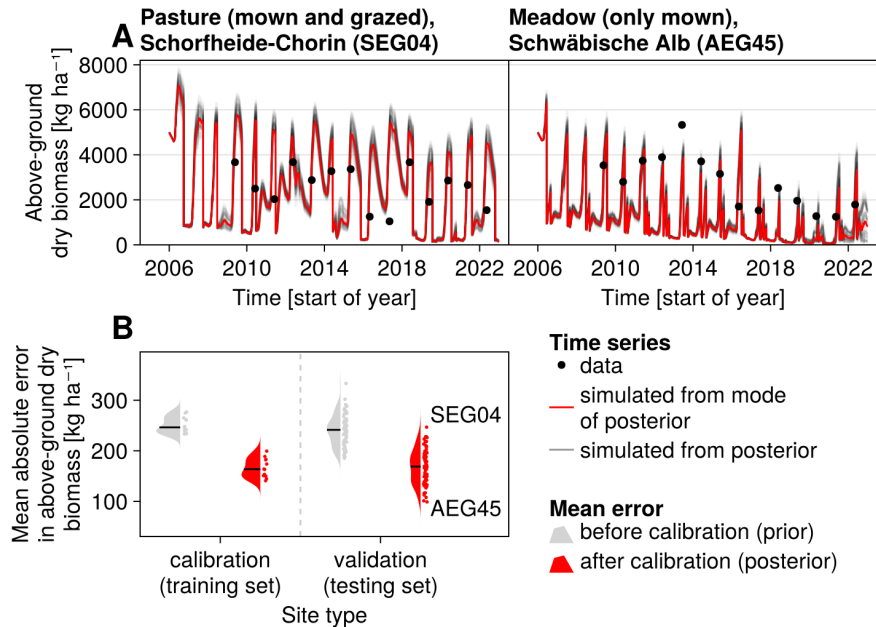 A
Pasture (mown and grazed),
Schorfheide-Chorin (SEG04)
Meadow (only mown),
Schwäbische Alb (AEG45)
Above-ground
dry biomass [kg ha⁻¹]
8000
6000
4000
2000
0
2006
2010
2014
2018
2022
Time [start of year]
2006
2010
2014
2018
2022
Time [start of year]
B
Mean absolute error
in above-ground dry
biomass [kg ha⁻¹]
300
200
100
SEG04
AEG45
calibration
(training set)
validation
(testing set)
Site type
Time series
data
simulated from mode
of posterior
simulated from posterior
Mean error
before calibration (prior)
after calibration (posterior)